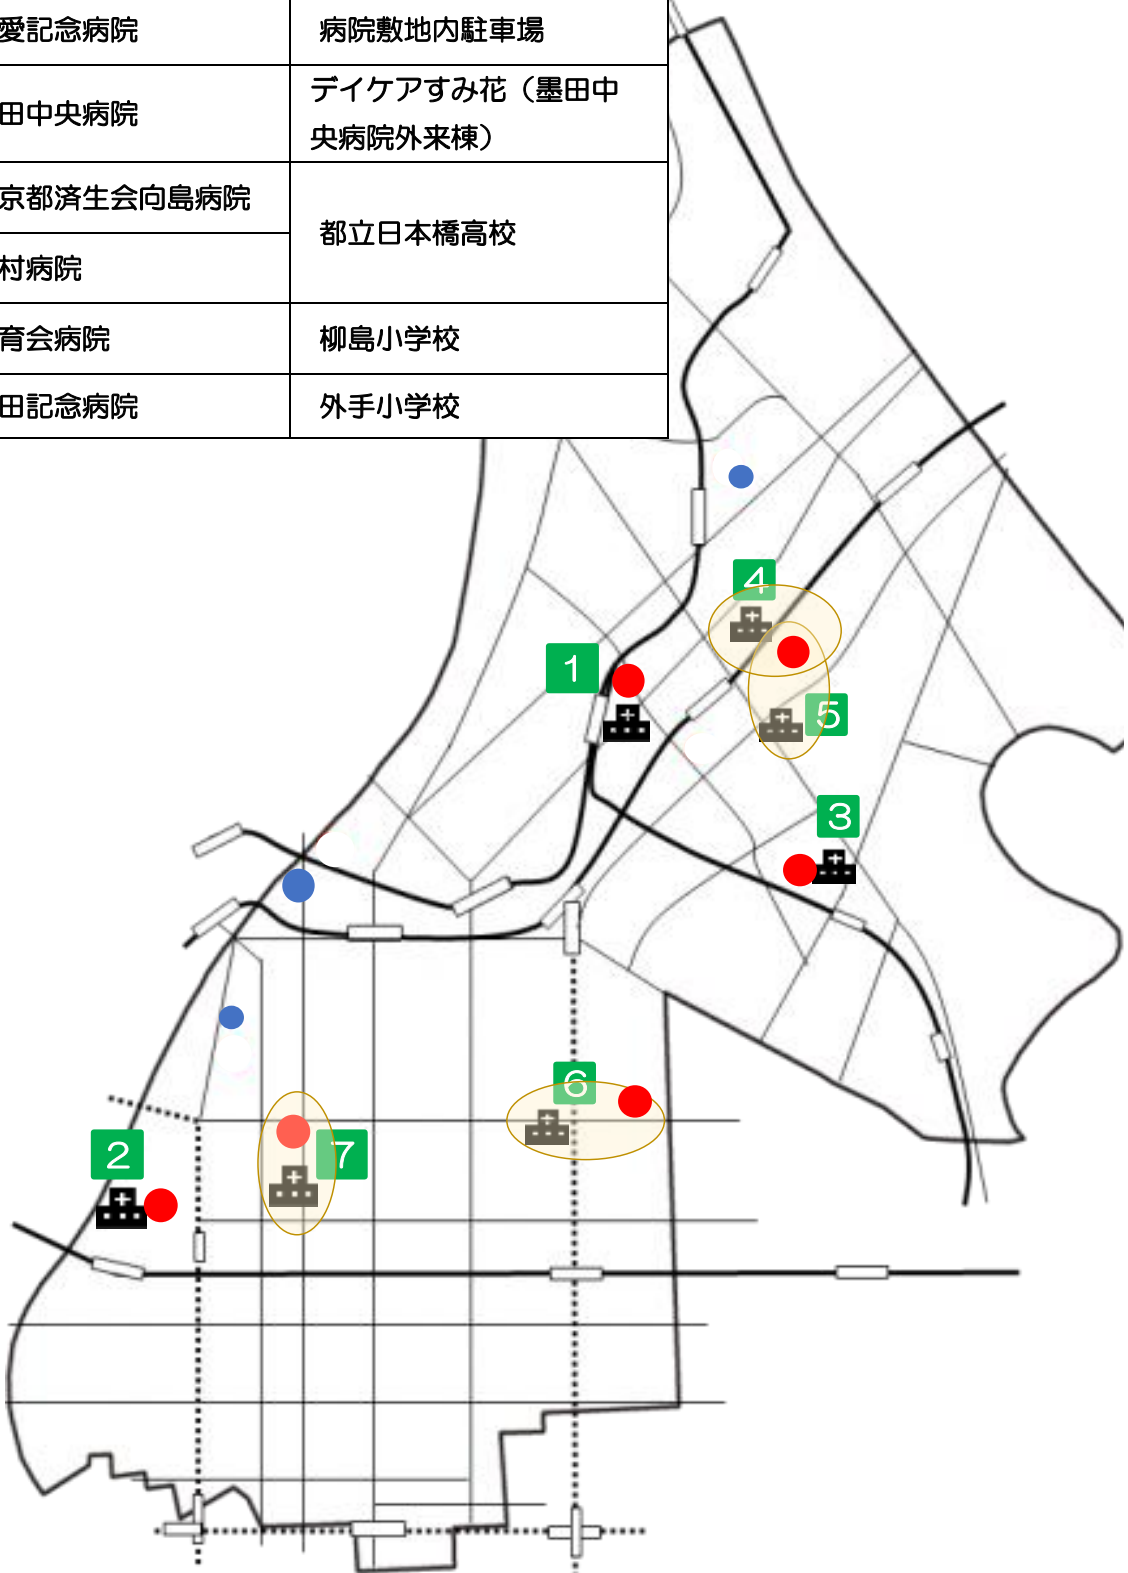 愛記念病院 病院敷地内駐車場
田中央病院 デイケアすみ花（墨田中
央病院外来棟）
京都済生会向島病院
都立日本橋高校
村病院
育会病院 柳島小学校
田記念病院 外手小学校
4
1
5
3
6
2
7